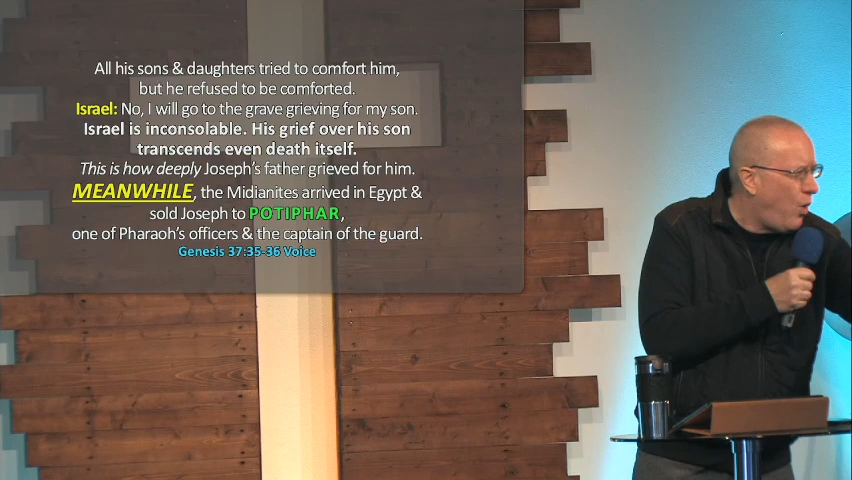 All his sons & daughters tried to comfort him,
but he refused to be comforted.
Israel: No, I will go to the grave grieving for my son.
Israel is inconsolable. His grief over his son
transcends even death itself.
This is how deeply Joseph's father grieved for him.
MEANWHILE, the Midianites arrived in Egypt &
sold Joseph to POTIPHAR,
one of Pharaoh's officers & the captain of the guard.
Genesis 37:35-36 Voice